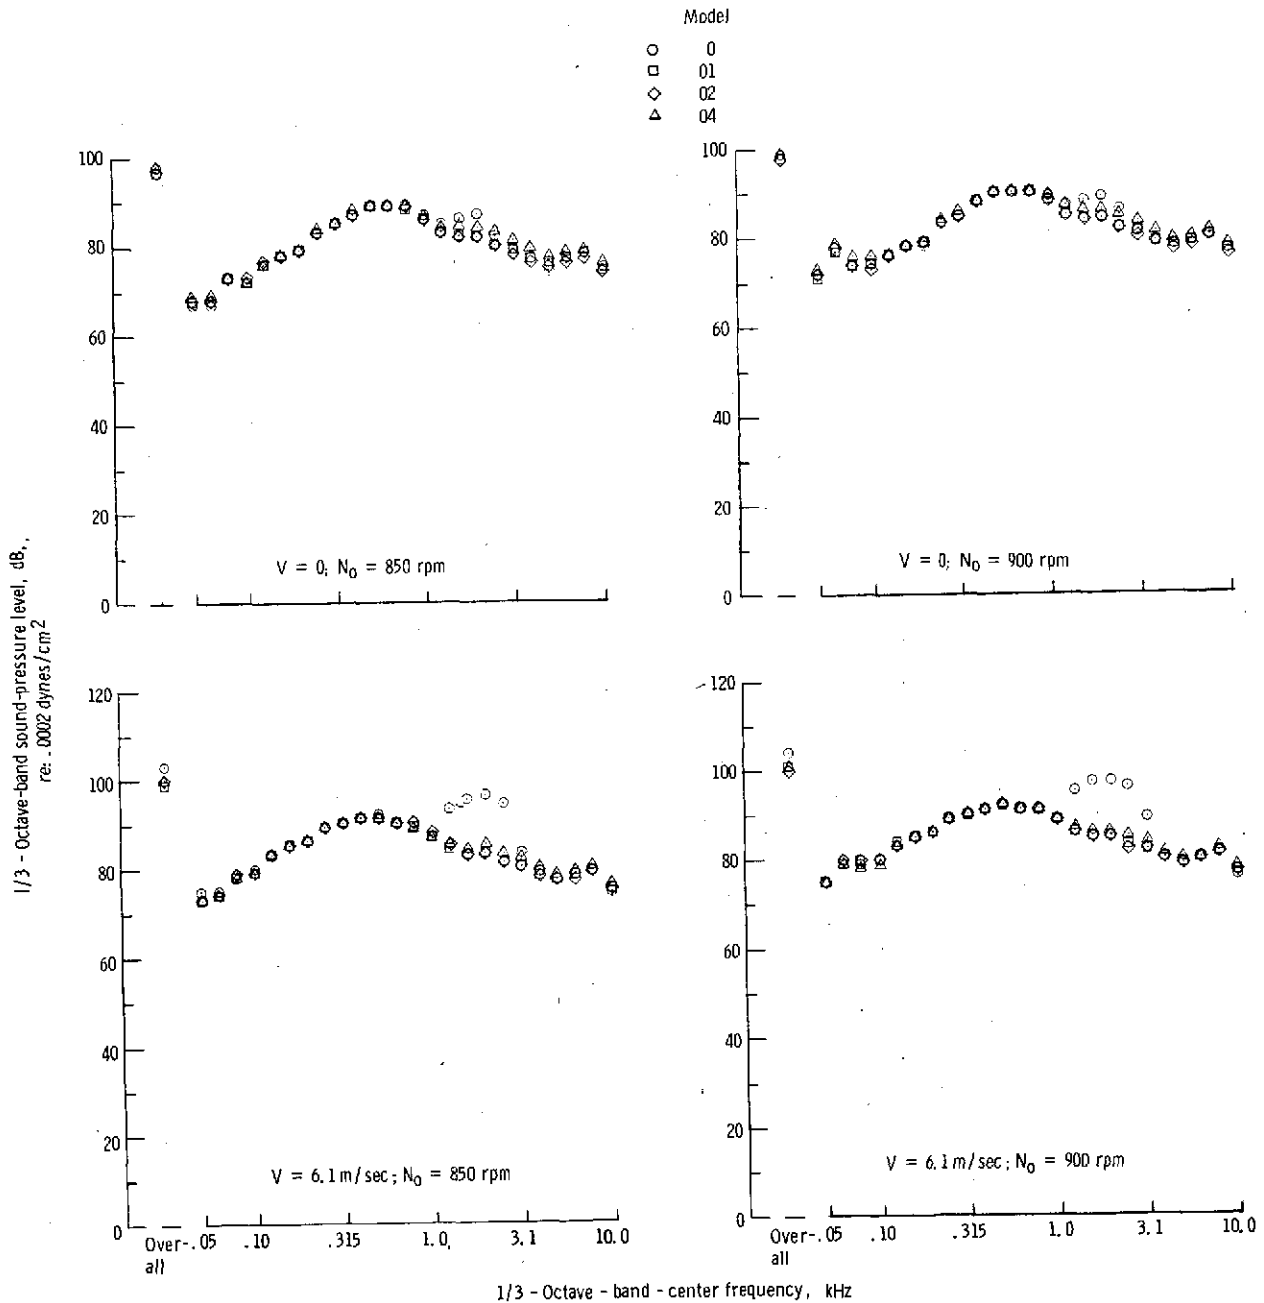 Model
0
01
02
04
100
80
60
40
20
0
V = 0; N0 = 850 rpm
100
80
60
40
20
0
V = 0; N0 = 900 rpm
1/3 - Octave-band sound-pressure level, dB,,
re: .0002 dynes/cm2
120
100
80
60
40
20
0
V = 6.1 m/sec; N0 = 850 rpm
Over- .05 .10 .315 1.0, 3.1 10.0
all
120
100
80
60
40
20
0
V = 6.1 m/sec; N0 = 900 rpm
Over- .05 .10 .315 1.0 3.1 10.0
all
1/3 - Octave - band - center frequency, kHz